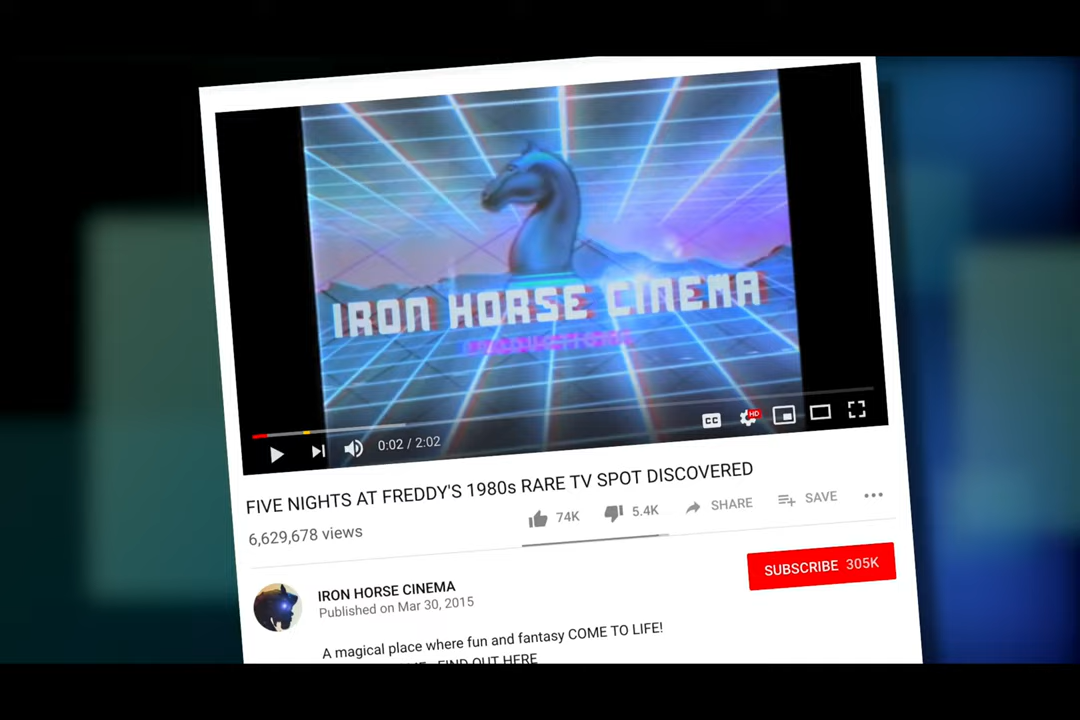 IRON HORSE CINEMA
CC
HD
0:02 / 2:02
FIVE NIGHTS AT FREDDY'S 1980s RARE TV SPOT DISCOVERED
6,629,678 views
74K
5.4K
SHARE
SAVE
IRON HORSE CINEMA
SUBSCRIBE 305K
Published on Mar 30, 2015
A magical place where fun and fantasy COME TO LIFE!
FIND OUT HERE